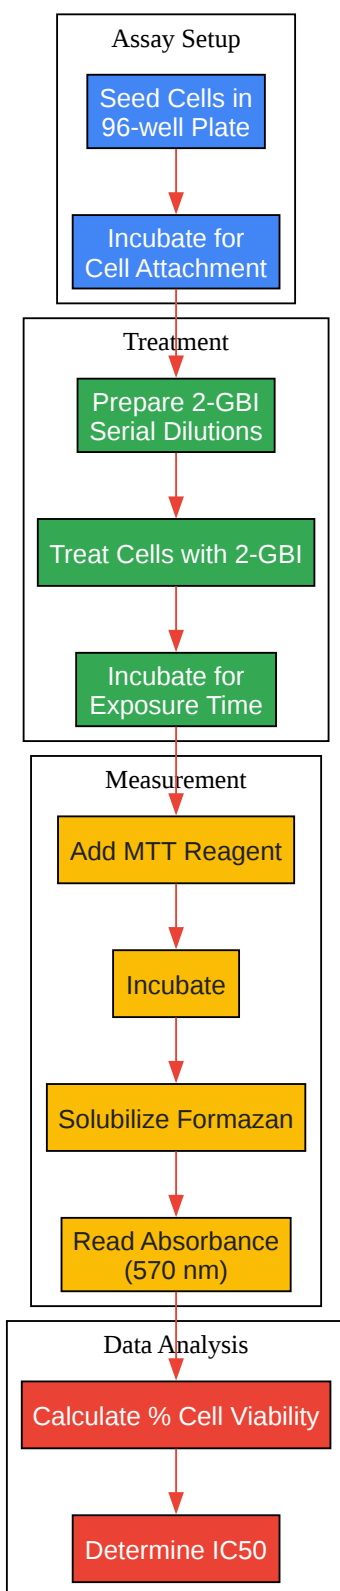 Assay Setup
Seed Cells in
96-well Plate
Incubate for
Cell Attachment
Treatment
Prepare 2-GBI
Serial Dilutions
Treat Cells with 2-GBI
Incubate for
Exposure Time
Measurement
Add MTT Reagent
Incubate
Solubilize Formazan
Read Absorbance
(570 nm)
Data Analysis
Calculate % Cell Viability
Determine IC50